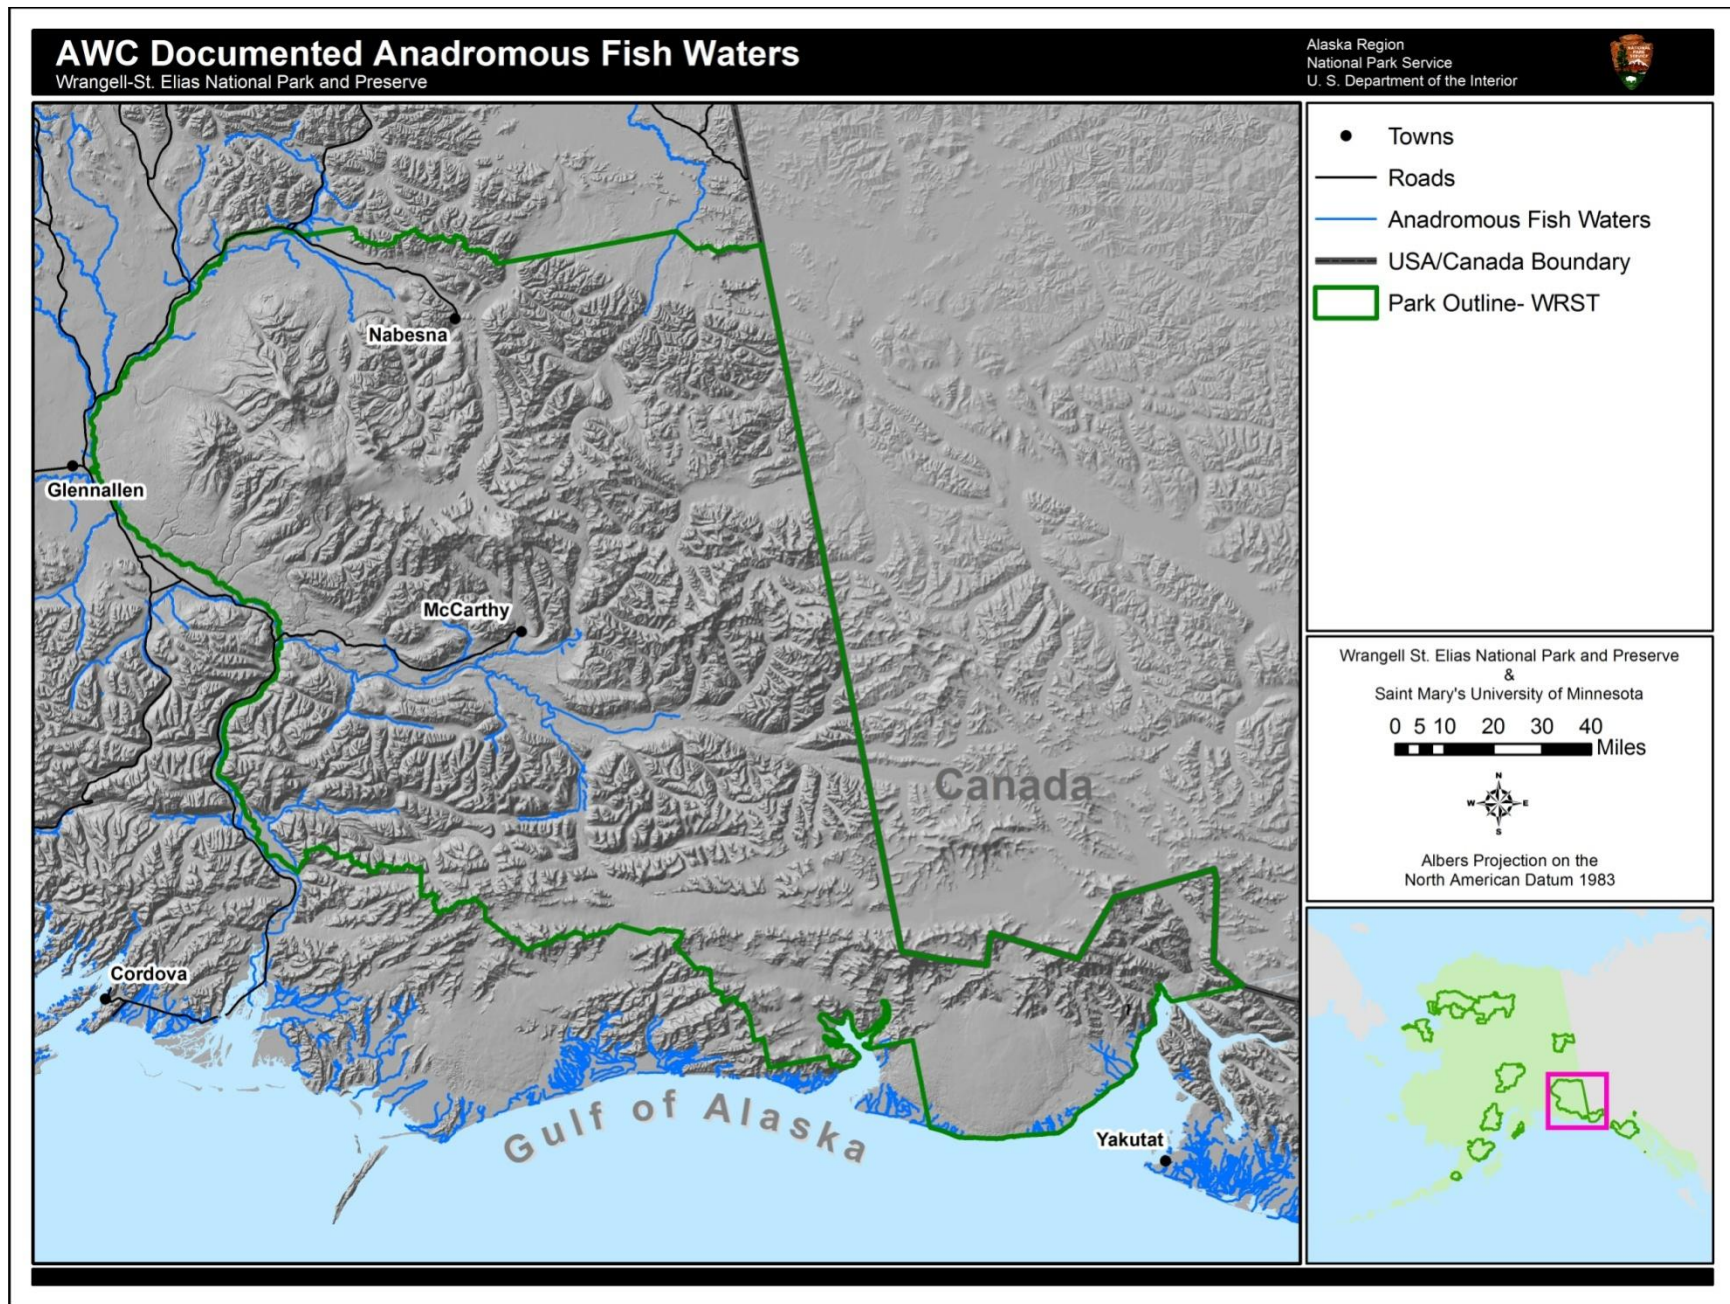 AWC Documented Anadromous Fish Waters
Wrangell-St. Elias National Park and Preserve
Alaska Region
National Park Service
U. S. Department of the Interior
NATIONAL
PARK
SERVICE
Towns
Roads
Anadromous Fish Waters
USA/Canada Boundary
Park Outline- WRST
Nabesna
Glennallen
McCarthy
Canada
Cordova
Gulf of Alaska
Yakutat
Wrangell St. Elias National Park and Preserve
&
Saint Mary's University of Minnesota
0 5 10 20 30 40
Miles
N
W E
S
Albers Projection on the
North American Datum 1983